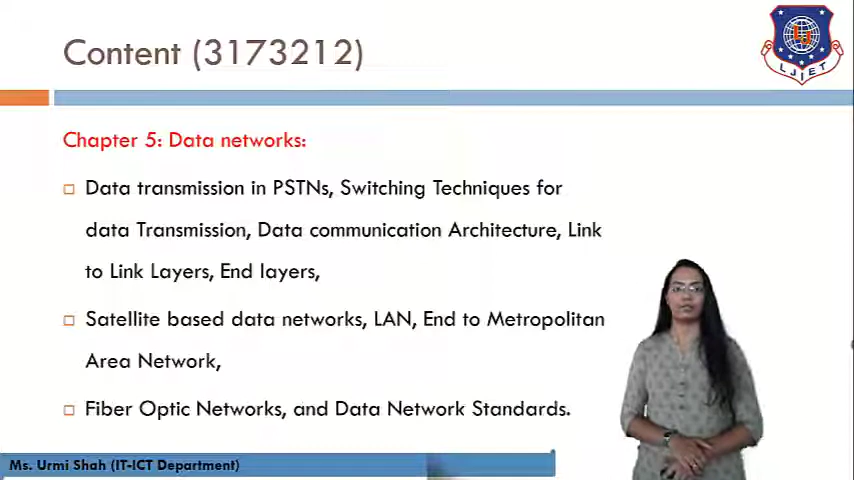 Content (3173212)
LJIET
Chapter 5: Data networks:
Data transmission in PSTNs, Switching Techniques for
data Transmission, Data communication Architecture, Link
to Link Layers, End layers,
Satellite based data networks, LAN, End to Metropolitan
Area Network,
Fiber Optic Networks, and Data Network Standards.
Ms. Urmi Shah (IT-ICT Department)